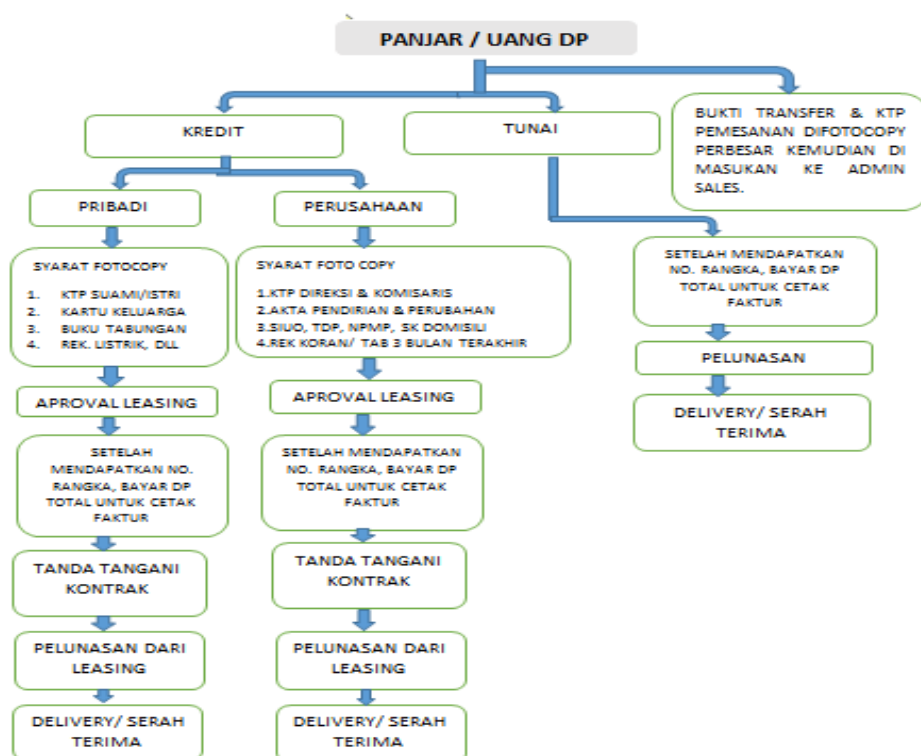 PANJAR / UANG DP
KREDIT
TUNAI
BUKTI TRANSFER & KTP
PEMESANAN DIFOTOCOPY
PERBESAR KEMUDIAN DI
MASUKAN KE ADMIN
SALES.
PRIBADI
PERUSAHAAN
SYARAT FOTOCOPY
1. KTP SUAMI/ISTRI
2. KARTU KELUARGA
3. BUKU TABUNGAN
4. REK. LISTRIK, DLL
SYARAT FOTO COPY
1.KTP DIREKSI & KOMISARIS
2.AKTA PENDIRIAN & PERUBAHAN
3.SIUO, TDP, NPMP, SK DOMISILI
4.REK KORAN/ TAB 3 BULAN TERAKHIR
SETELAH MENDAPATKAN
NO. RANGKA, BAYAR DP
TOTAL UNTUK CETAK
FAKTUR
PELUNASAN
DELIVERY/ SERAH
TERIMA
APROVAL LEASING
APROVAL LEASING
SETELAH
MENDAPATKAN NO.
RANGKA, BAYAR DP
TOTAL UNTUK CETAK
FAKTUR
SETELAH MENDAPATKAN
NO. RANGKA, BAYAR DP
TOTAL UNTUK CETAK
FAKTUR
TANDA TANGANI
KONTRAK
TANDA TANGANI
KONTRAK
PELUNASAN DARI
LEASING
PELUNASAN DARI
LEASING
DELIVERY/ SERAH
TERIMA
DELIVERY/ SERAH
TERIMA